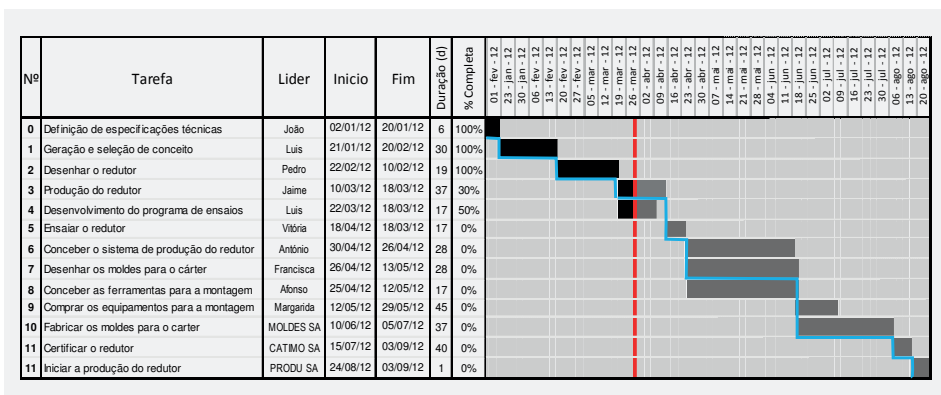 Nº Tarefa Lider Inicio Fim Duração (d) % Completa 01 - fev - 12 23 - jan - 12 30 - jan - 12 06 - fev - 12 13 - fev - 12 20 - fev - 12 27 - fev - 12 05 - mar - 12 12 - mar - 12 19 - mar - 12 26 - mar - 12 02 - abr - 12 09 - abr - 12 16 - abr - 12 23 - abr - 12 30 - abr - 12 07 - mai - 12 14 - mai - 12 21 - mai - 12 28 - mai - 12 04 - jun - 12 11 - jun - 12 18 - jun - 12 25 - jun - 12 02 - jul - 12 09 - jul - 12 16 - jul - 12 23 - jul - 12 30 - jul - 12 06 - ago - 12 13 - ago - 12 20 - ago - 12
0 Definição de especificações técnicas João 02/01/12 20/01/12 6 100%
1 Geração e seleção de conceito Luis 21/01/12 20/02/12 30 100%
2 Desenhar o redutor Pedro 22/02/12 10/02/12 19 100%
3 Produção do redutor Jaime 10/03/12 18/03/12 37 30%
4 Desenvolvimento do programa de ensaios Luis 22/03/12 18/03/12 17 50%
5 Ensaiar o redutor Vitória 18/04/12 18/03/12 17 0%
6 Conceber o sistema de produção do redutor António 30/04/12 26/04/12 28 0%
7 Desenhar os moldes para o cárter Francisca 26/04/12 13/05/12 28 0%
8 Conceber as ferramentas para a montagem Afonso 25/04/12 12/05/12 17 0%
9 Comprar os equipamentos para a montagem Margarida 12/05/12 29/05/12 45 0%
10 Fabricar os moldes para o carter MOLDES SA 10/06/12 05/07/12 37 0%
11 Certificar o redutor CATIMO SA 15/07/12 03/09/12 40 0%
11 Iniciar a produção do redutor PRODU SA 24/08/12 03/09/12 1 0%